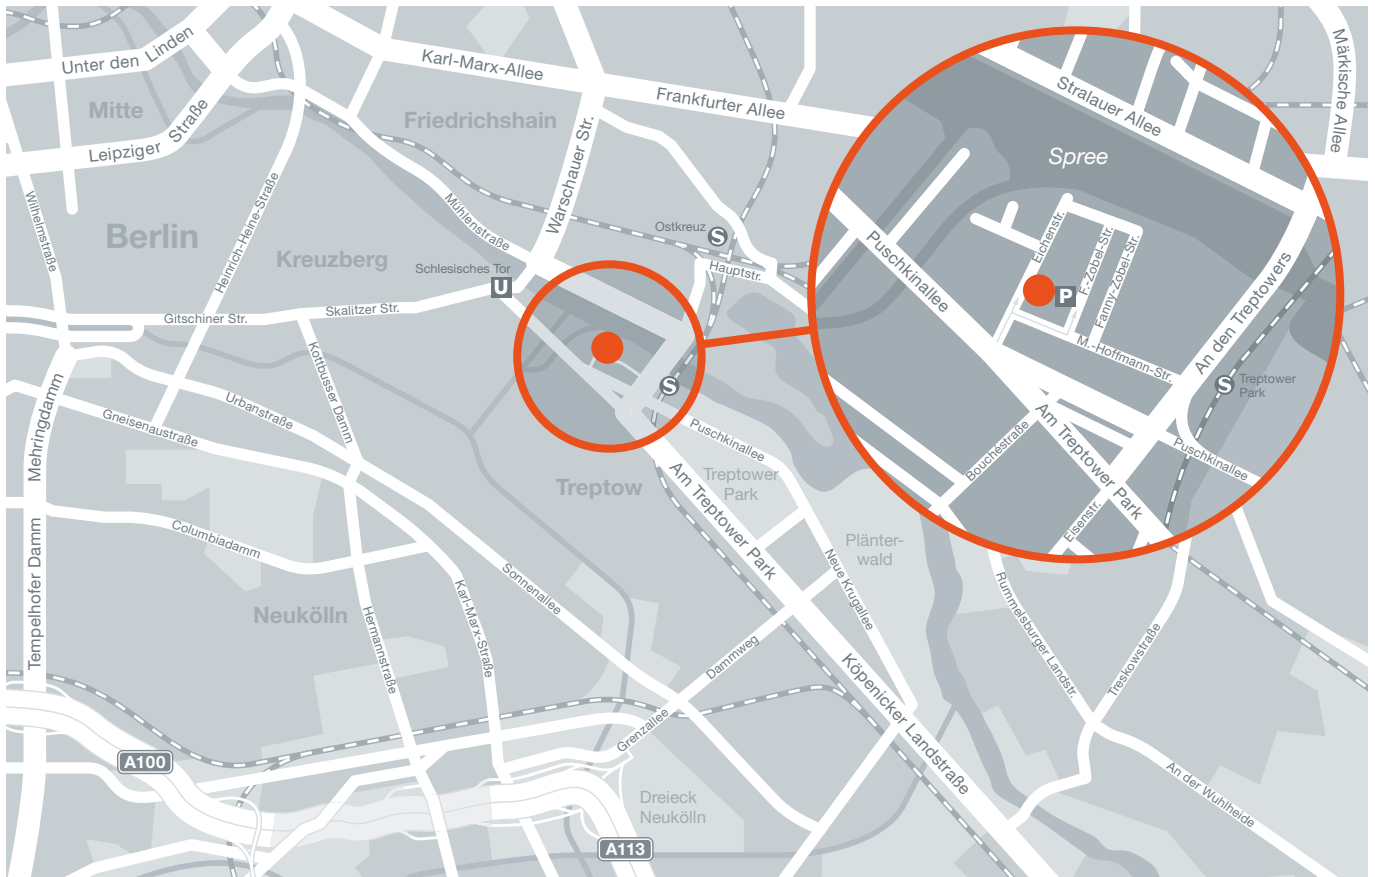 Unter den Linden
Karl-Marx-Allee
Frankfurter Allee
Märkische Allee
Mitte
Friedrichshain
Leipziger Straße
Warschauer Str.
Stralauer Allee
Spree
Wilhelmstraße
Heinrich-Heine-Straße
Mühlenstraße
Berlin
Kreuzberg
Ostkreuz
S
Hauptstr.
Schlesisches Tor
U
Gitschiner Str.
Skalitzer Str.
Puschkinallee
Eichenstr.
F.-Zobel-Str.
Fanny-Zobel-Str.
P
M.-Hoffmann-Str.
An den Treptowers
S
Treptower
Park
S
Kottbusser Damm
Mehringdamm
Gneisenaustraße
Urbanstraße
Puschkinallee
Am Treptower Park
Bouchestraße
Puschkinallee
Elsenstr.
Treptow
Treptower
Park
Am Treptower Park
Columbiadamm
Tempelhofer Damm
Neukölln
Sonnenallee
Karl-Marx-Straße
Hermannstraße
Plänter-
wald
Neue Krugallee
Rummelsburger Landstr.
Treskowstraße
Dammweg
Köpenicker Landstraße
Grenzallee
A100
Dreieck
Neukölln
A113
An der Wuhlheide